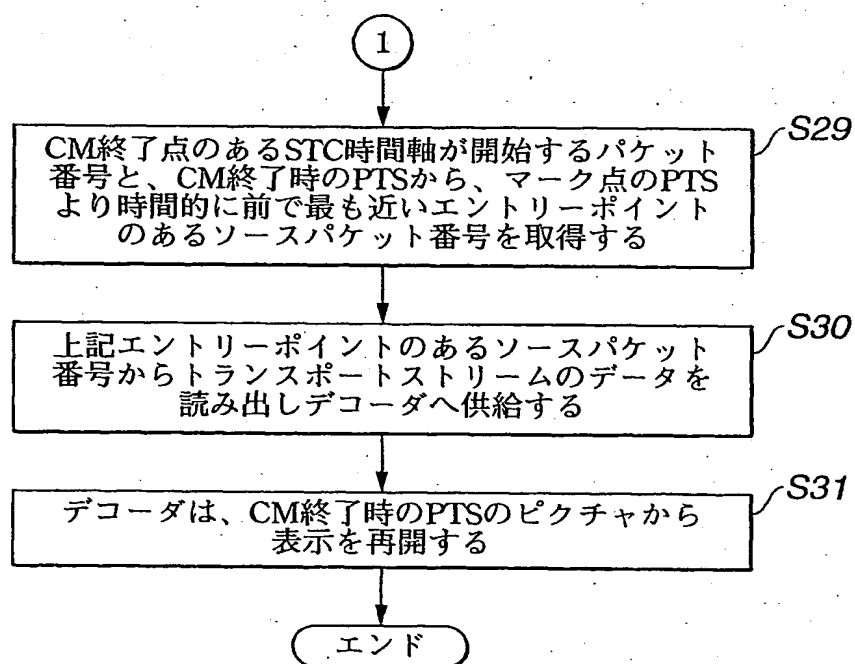 1
S29
CM終了点のあるSTC時間軸が開始するパケット
番号と、CM終了時のPTSから、マーク点のPTS
より時間的に前で最も近いエントリーポイント
のあるソースパケット番号を取得する
S30
上記エントリーポイントのあるソースパケット
番号からトランスポートストリームのデータを
読み出しデコーダへ供給する
S31
デコーダは、CM終了時のPTSのピクチャから
表示を再開する
エンド